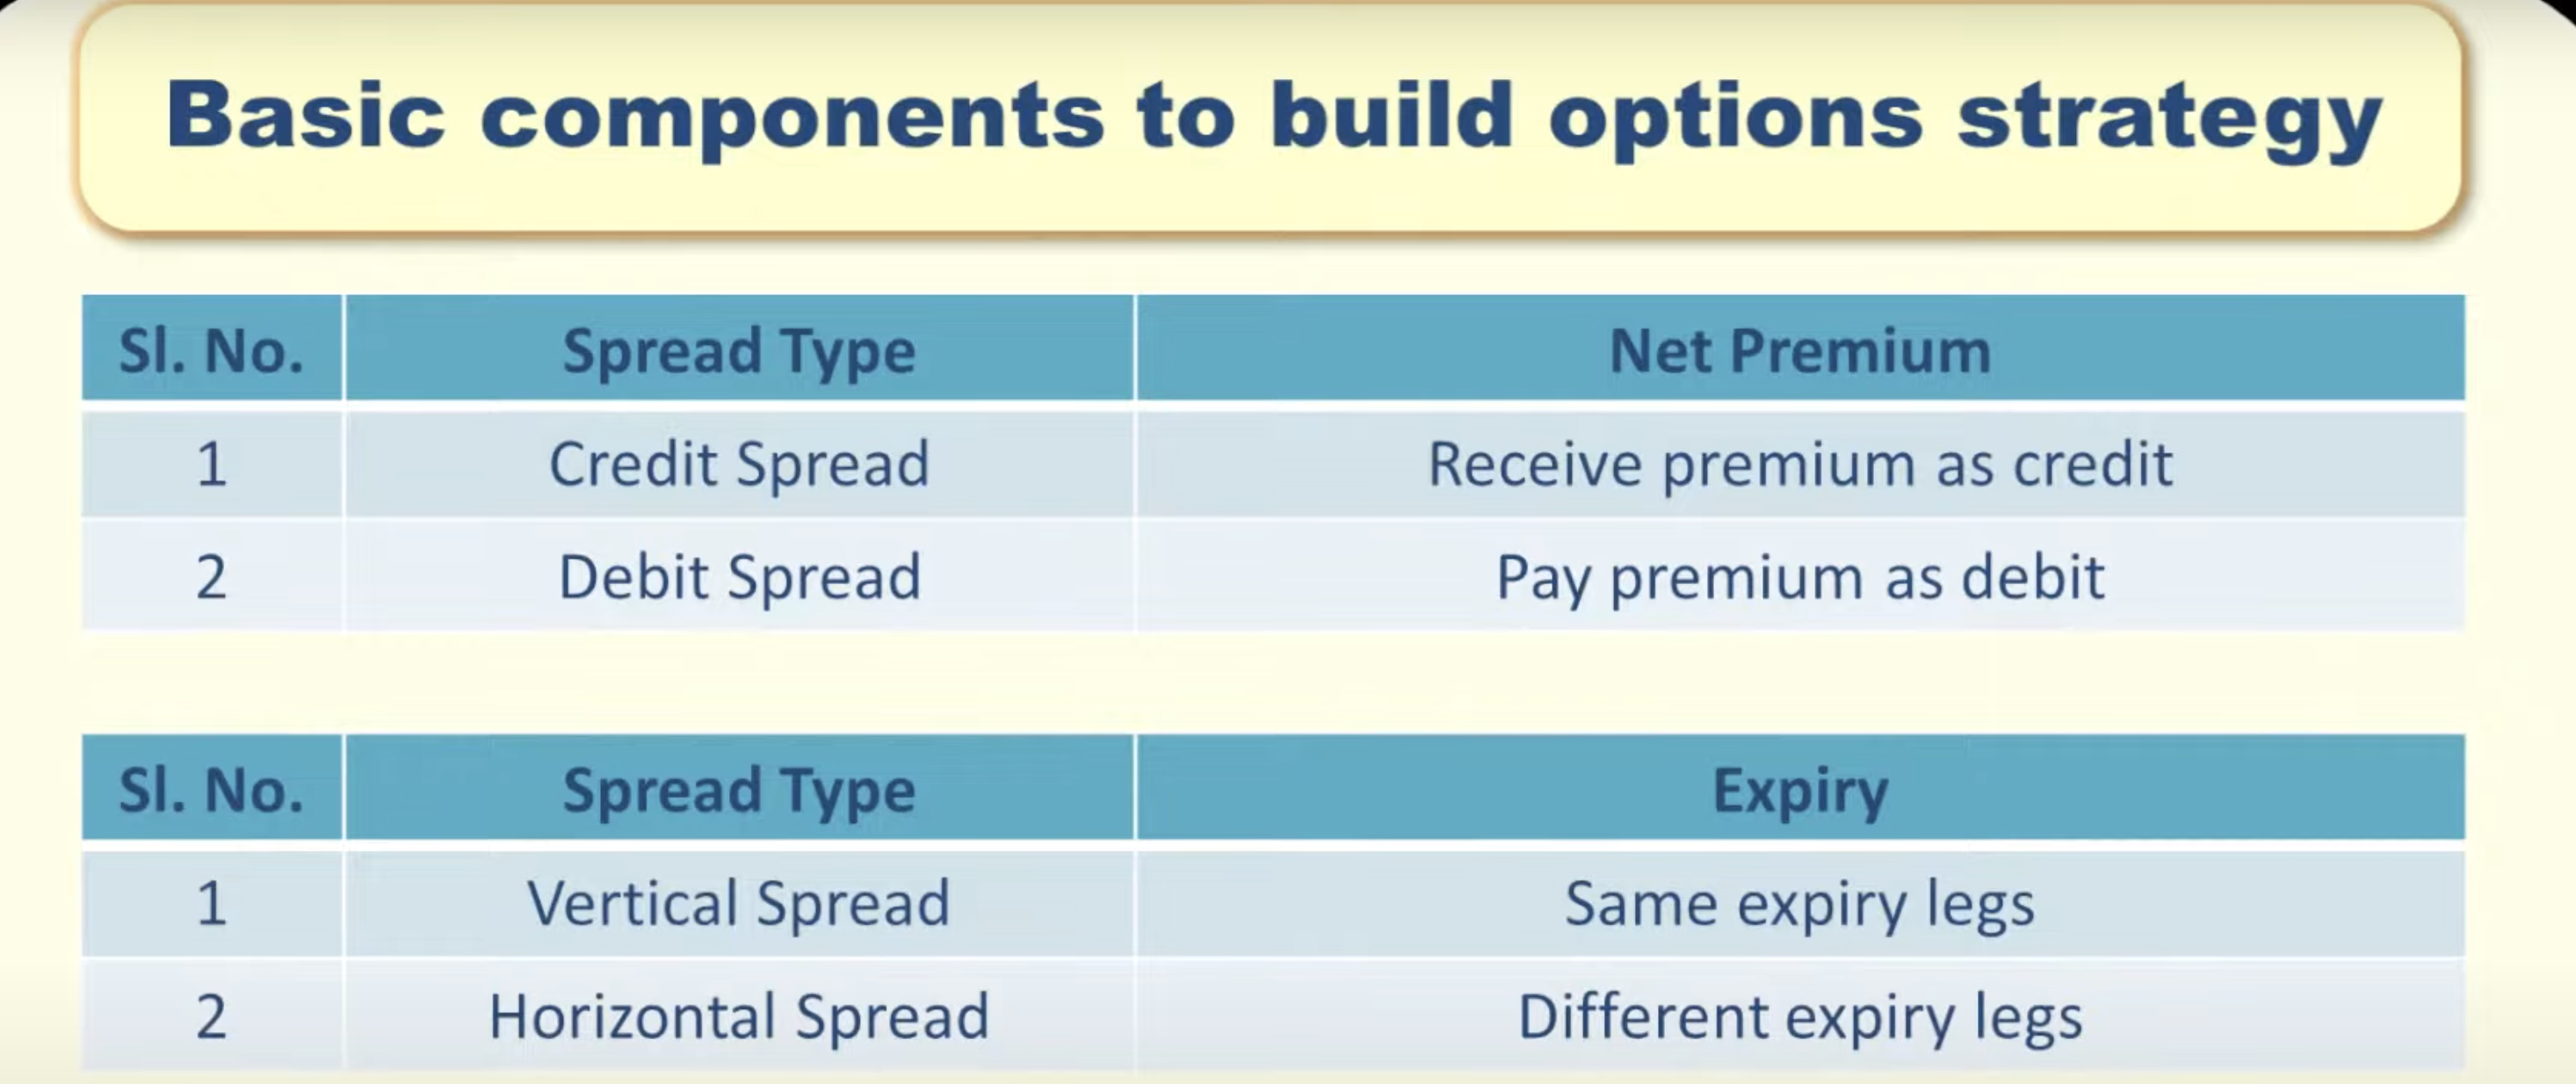 Basic components to build options strategy
Sl. No. Spread Type Net Premium
1 Credit Spread Receive premium as credit
2 Debit Spread Pay premium as debit
Sl. No. Spread Type Expiry
1 Vertical Spread Same expiry legs
2 Horizontal Spread Different expiry legs